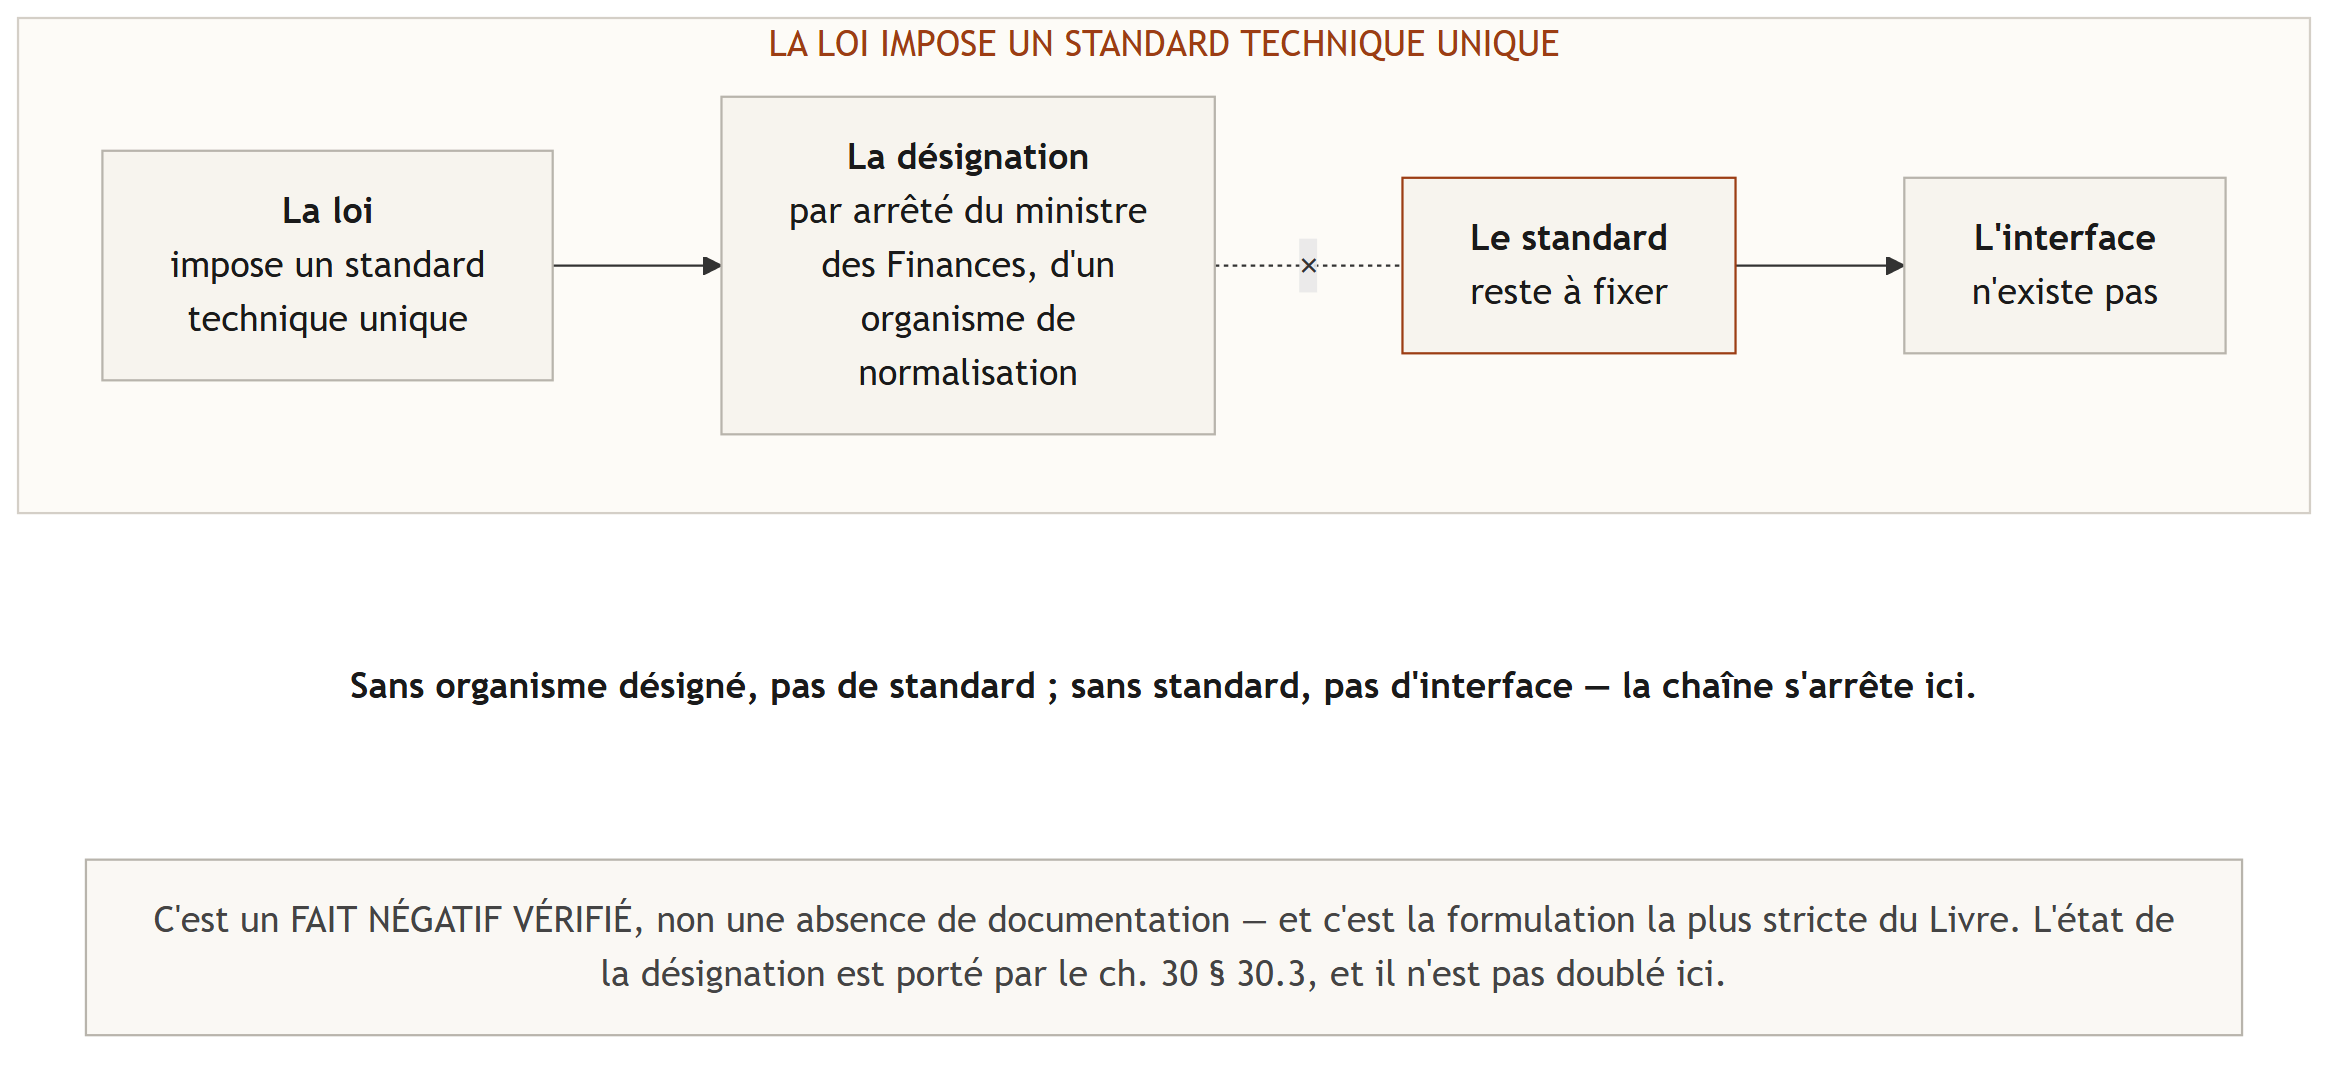 LA LOI IMPOSE UN STANDARD TECHNIQUE UNIQUE
La loi
impose un standard
technique unique
La désignation
par arrêté du ministre
des Finances, d'un
organisme de
normalisation
×
Le standard
reste à fixer
L'interface
n'existe pas
Sans organisme désigné, pas de standard ; sans standard, pas d'interface — la chaîne s'arrête ici.
C'est un FAIT NÉGATIF VÉRIFIÉ, non une absence de documentation — et c'est la formulation la plus stricte du Livre. L'état de
la désignation est porté par le ch. 30 § 30.3, et il n'est pas doublé ici.